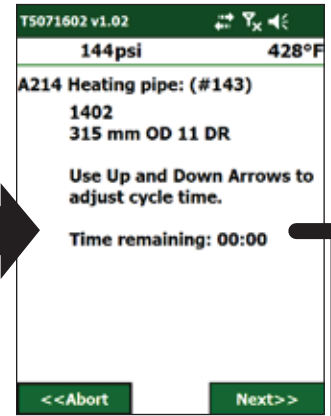 T5071602 v1.02
144psi 428°F
A214 Heating pipe: (#143)
1402
315 mm OD 11 DR
Use Up and Down Arrows to
adjust cycle time.
Time remaining: 00:00
<<Abort Next>>